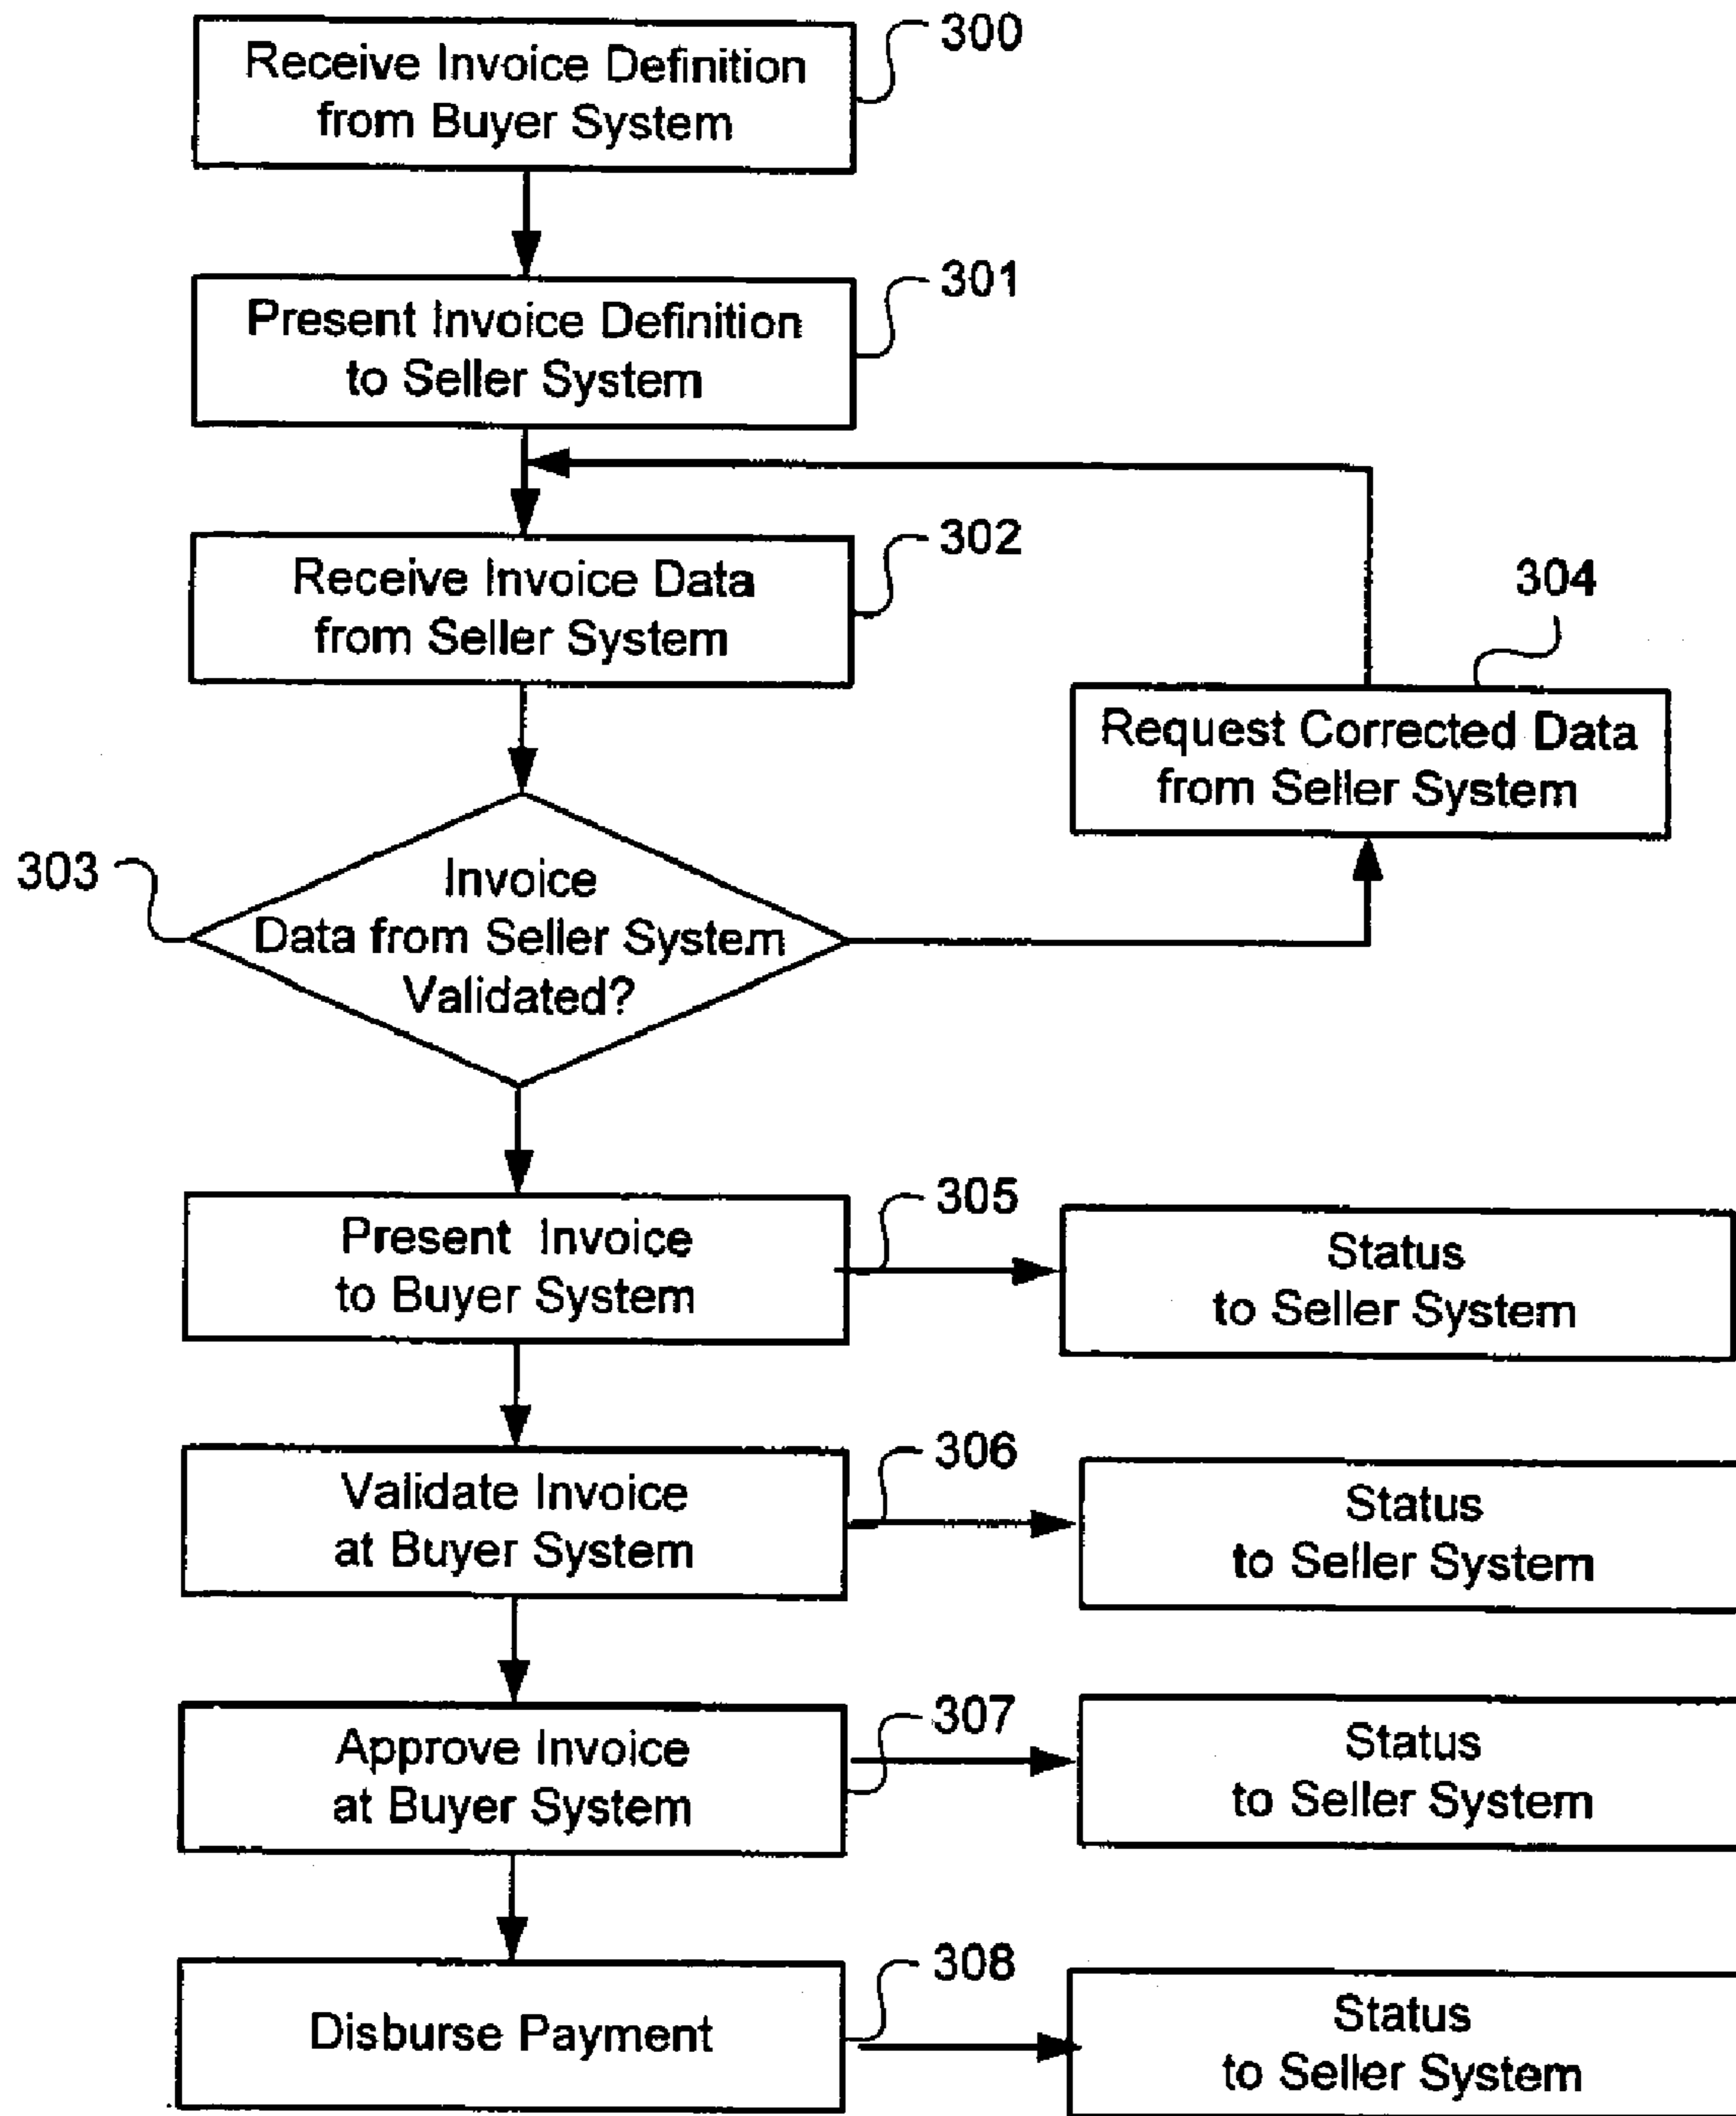 300
Receive Invoice Definition
from Buyer System
301
Present Invoice Definition
to Seller System
302
Receive Invoice Data
from Seller System
304
Request Corrected Data
from Seller System
303
Invoice
Data from Seller System
Validated?
305
Present Invoice
to Buyer System
Status
to Seller System
306
Validate Invoice
at Buyer System
Status
to Seller System
307
Approve Invoice
at Buyer System
Status
to Seller System
308
Disburse Payment
Status
to Seller System